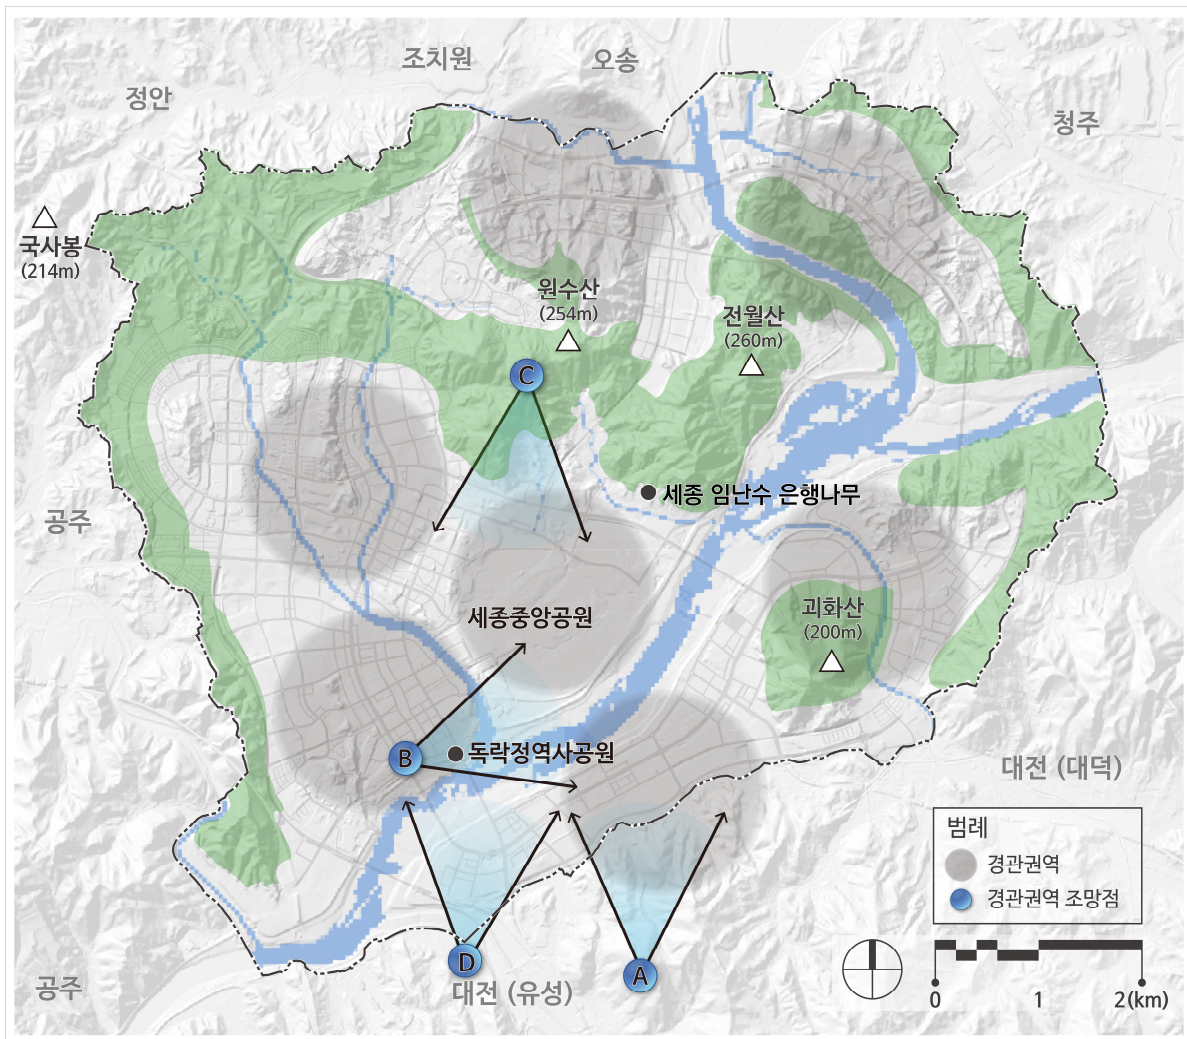 조치원
오송
정안
청주
국사봉
(214m)
원수산
(254m)
전월산
(260m)
C
세종 임난수 은행나무
공주
괴화산
(200m)
세종중앙공원
B
독락정역사공원
대전 (대덕)
범례
경관권역
경관권역 조망점
D
A
대전 (유성)
공주
0
1
2(km)